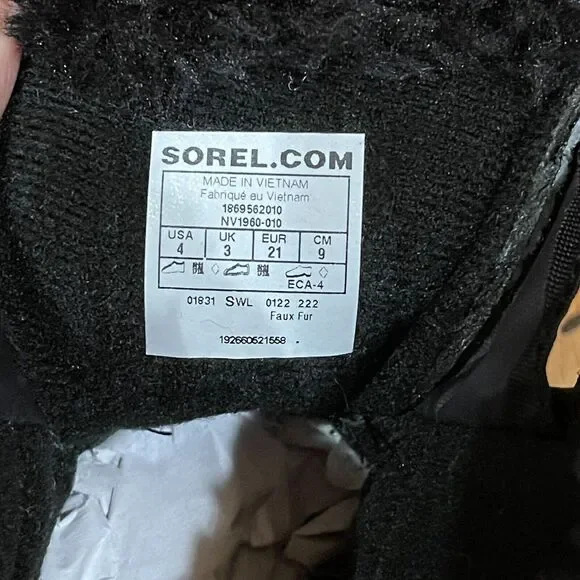 SOREL.COM
MADE IN VIETNAM
Fabriqué eu Vietnam
1869562010
NV1960-010
USA UK EUR CM
4 3 21 9
ECA-4
01831 SWL 0122 222
Faux Fur
192660521558